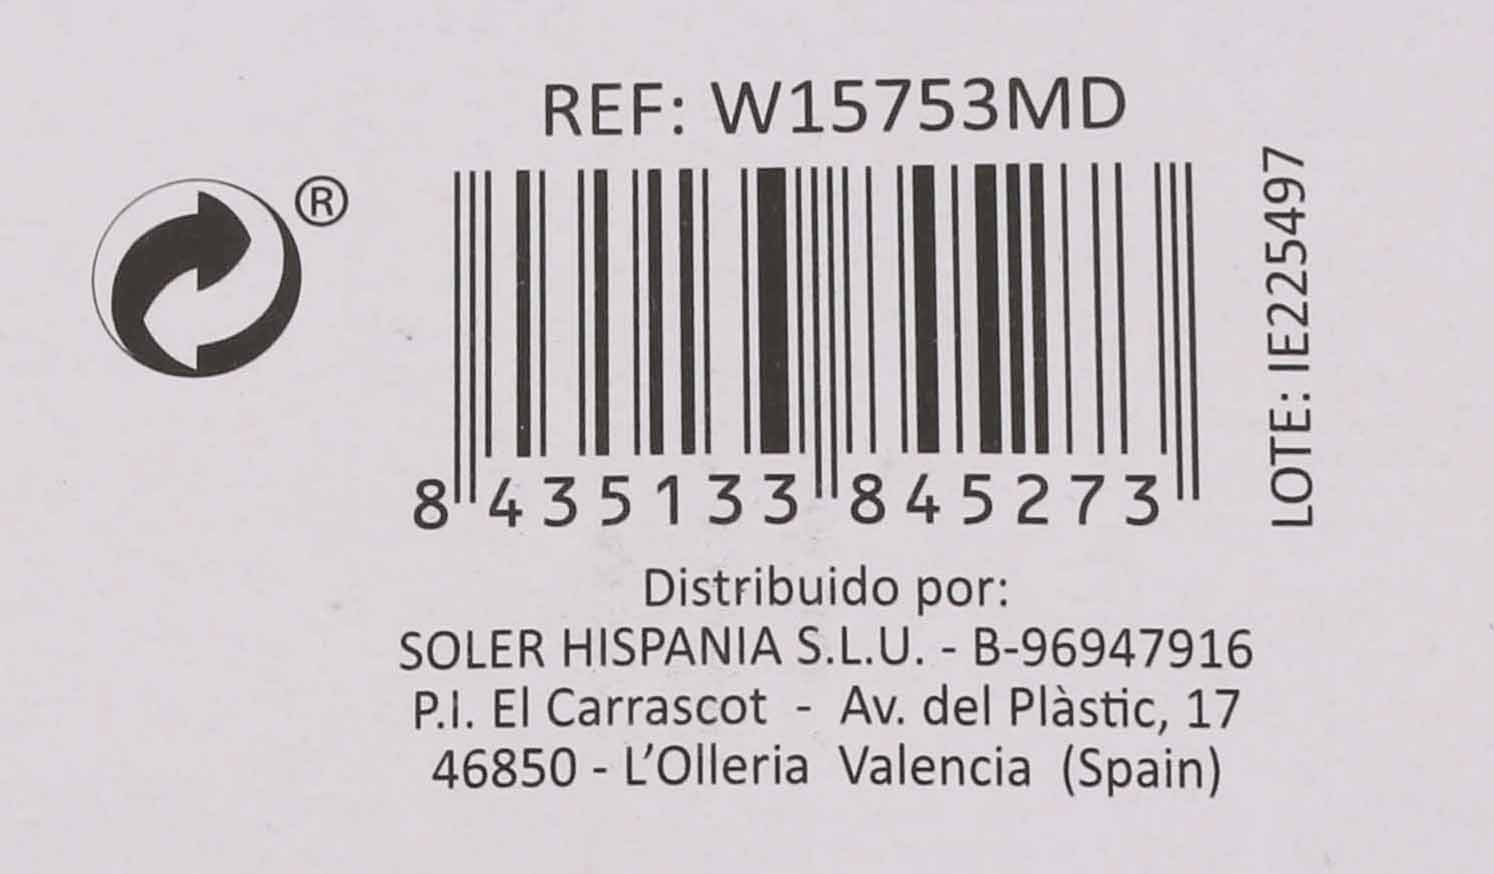 REF: W15753MD
®
8 435133 845273
LOTE: IE225497
Distribuido por:
SOLER HISPANIA S.L.U. - B-96947916
P.I. El Carrascot - Av. del Plàstic, 17
46850 - L'Olleria Valencia (Spain)